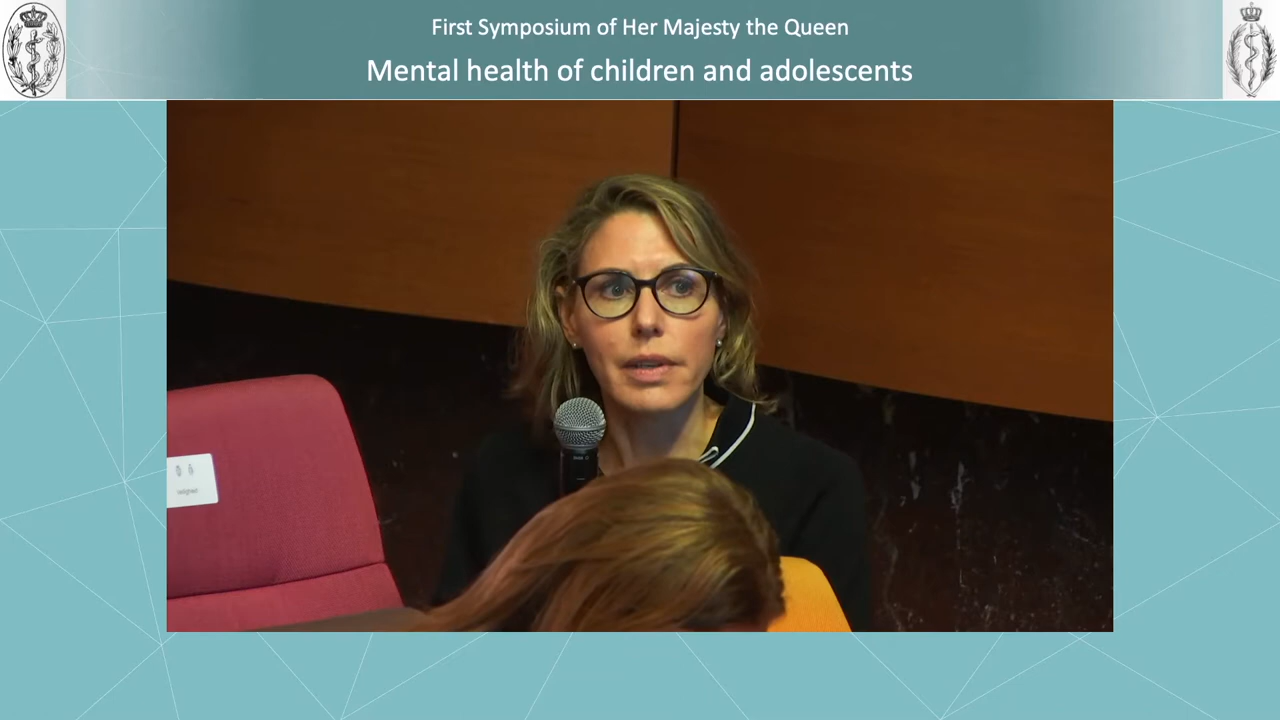 First Symposium of Her Majesty the Queen
Mental health of children and adolescents